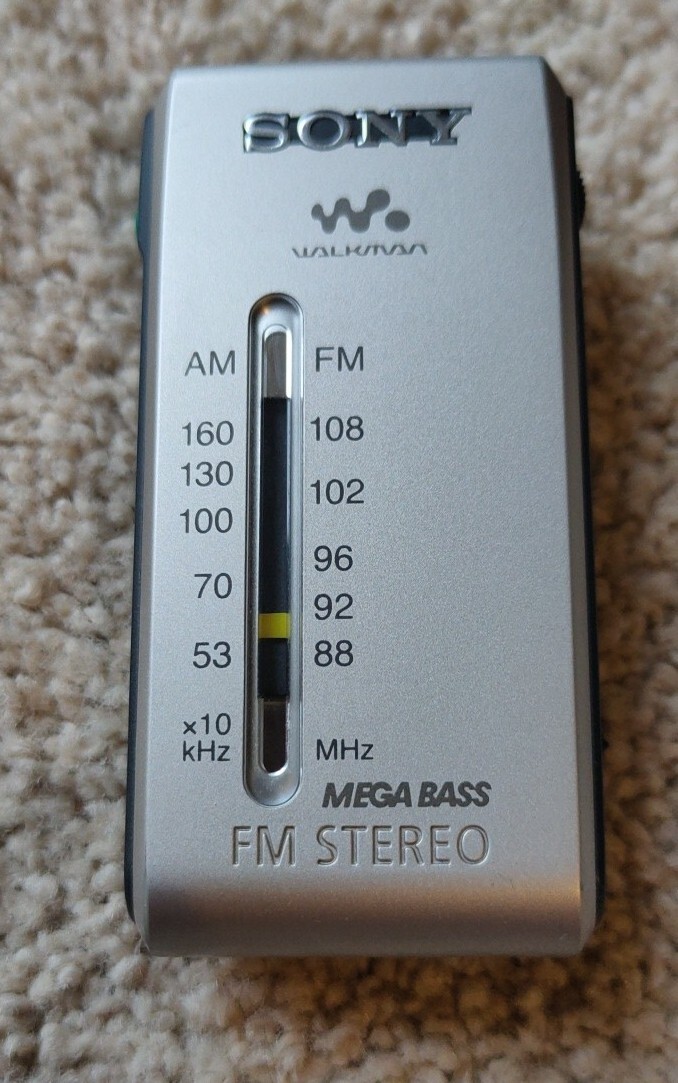 SONY
WALKMAN
AM FM
160 108
130
102
100
96
70
92
53 88
×10
kHz MHz
MEGA BASS
FM STEREO